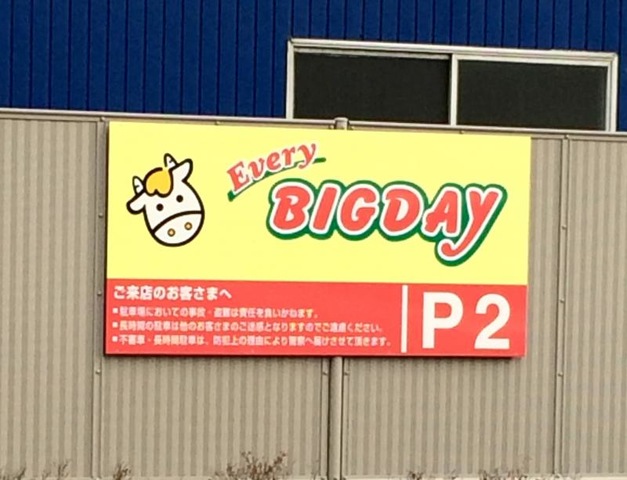 Every
BIGDAY
ご来店のお客さまへ
■駐車場においての事故・盗難は責任を負いかねます。
■長時間の駐車は他のお客さまのご迷惑となりますのでご遠慮ください。
■不審車・長時間駐車は、防犯上の理由により警察へ届けさせて頂きます。
P2